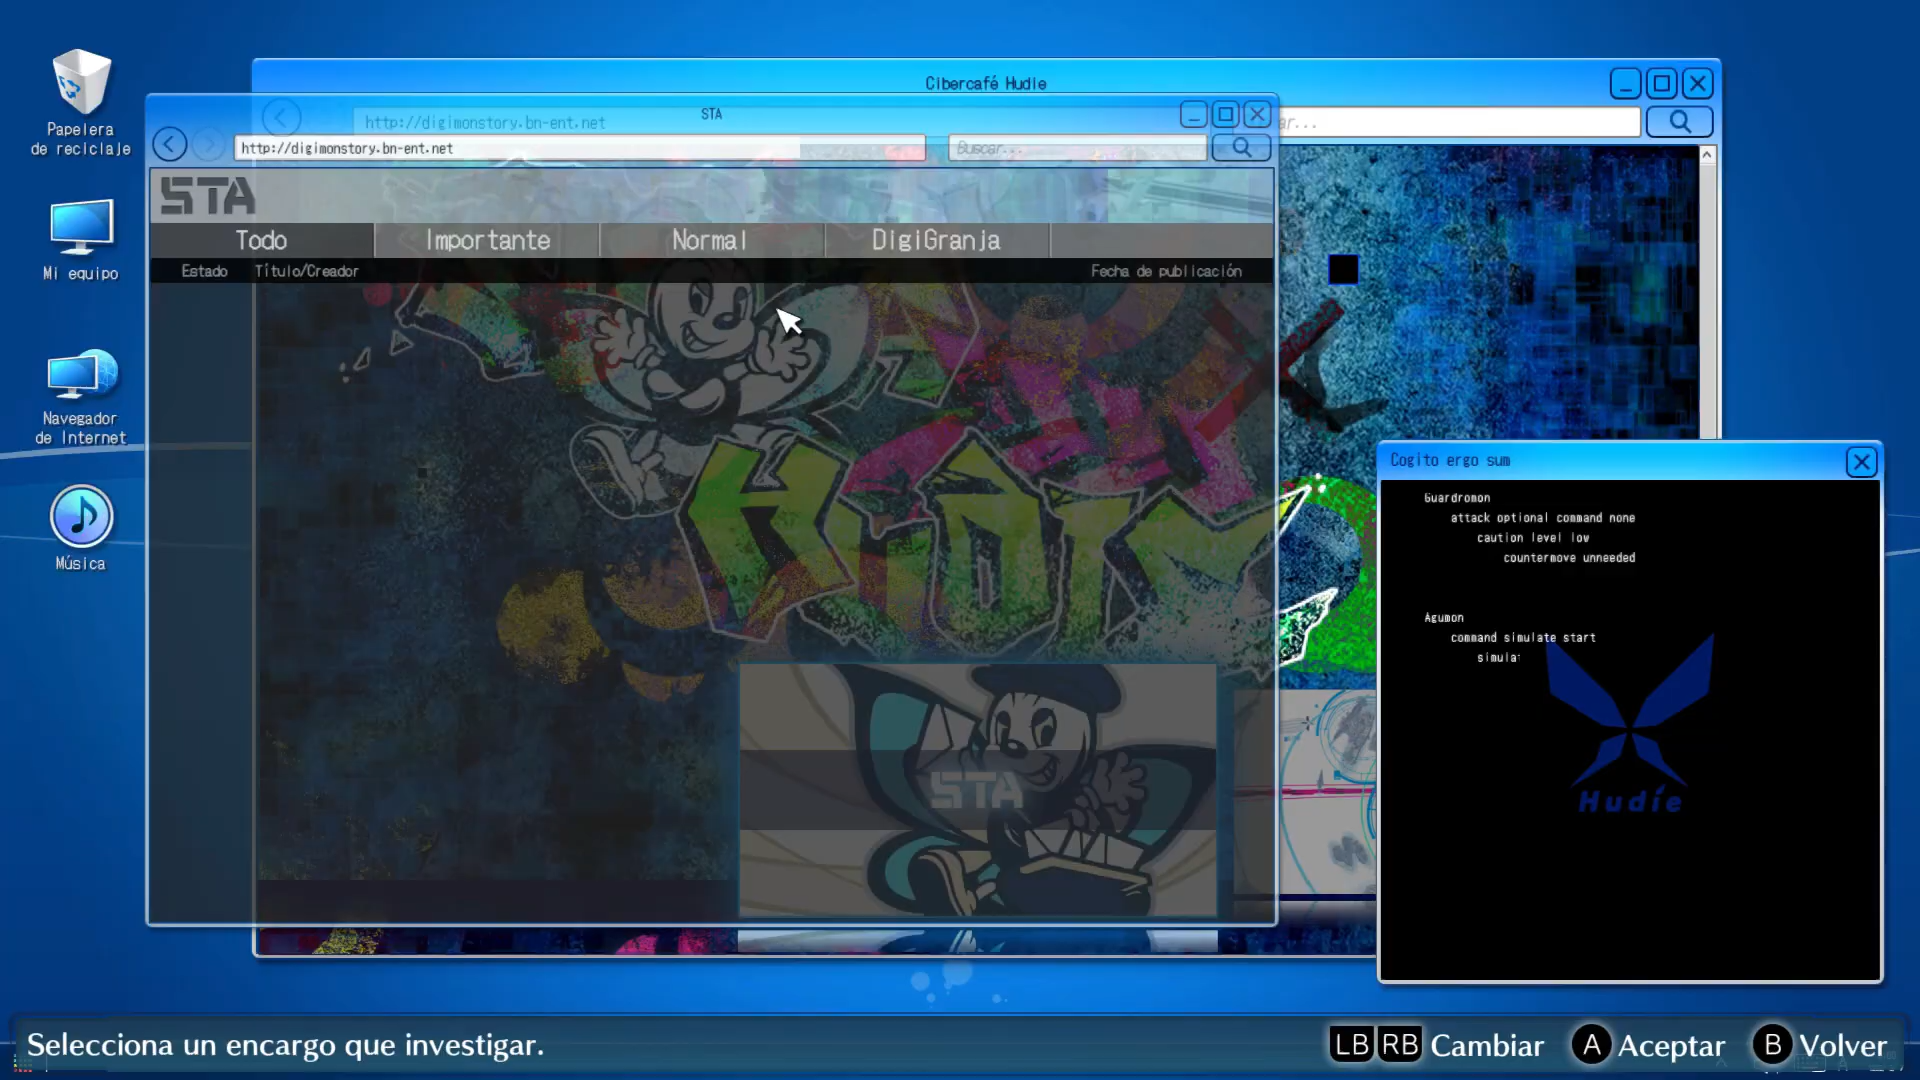 Papelera
de reciclaje
Mi equipo
Navegador
de Internet
Música
Cibercafé Hudie
http://digimonstory.bn-ent.net
STA
http://digimonstory.bn-ent.net
Buscar...
STA
Todo
Importante
Normal
DigiGranja
Estado
Título/Creador
Fecha de publicación
STA
Cogito ergo sum
Guardromon
attack optional command none
caution level low
countermove unneeded
Agumon
command simulate start
Hudie
Selecciona un encargo que investigar.
LB RB Cambiar
A Aceptar
B Volver